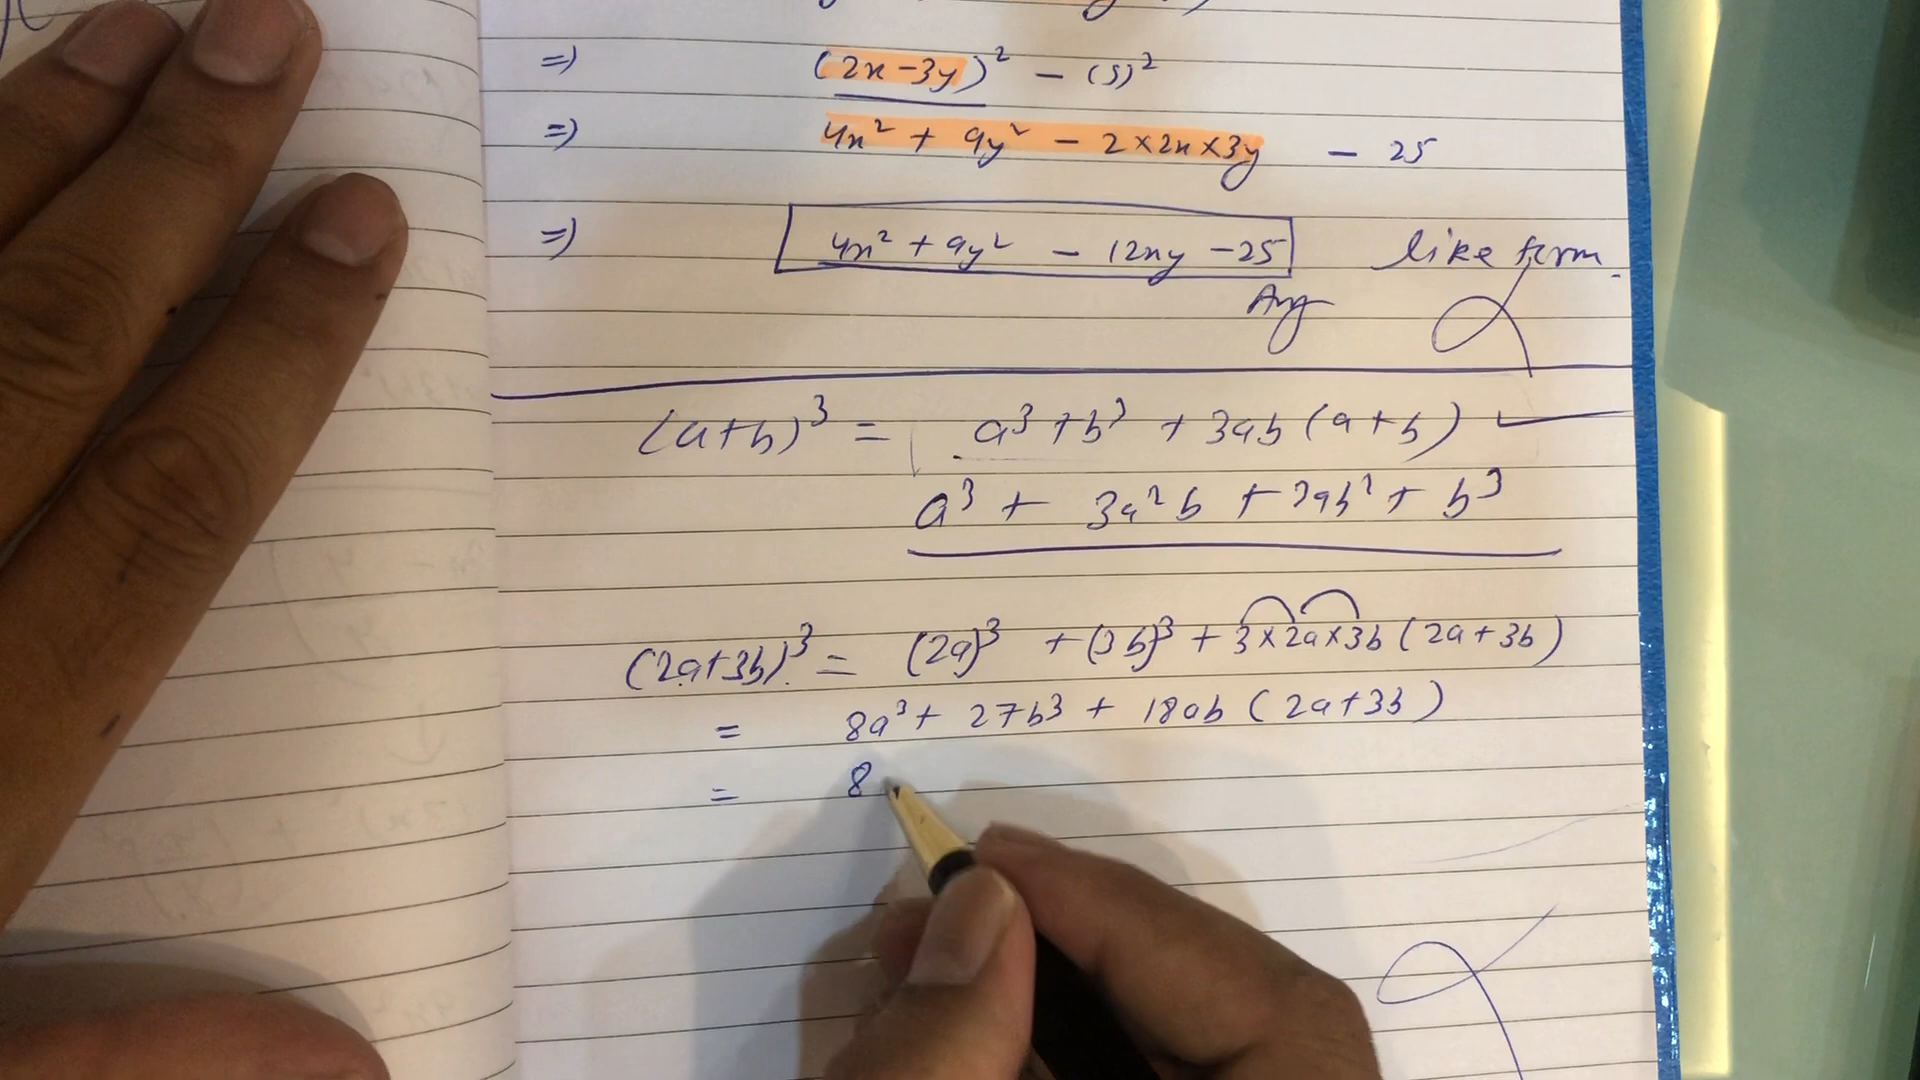 =) (2x-3y)² - (5)²
=) 4x² + 9y² - 2×2x×3y - 25
=) 4x² + 9y² - 12xy - 25 like term.
Ans
(a+b)³ = a³+b³ + 3ab(a+b)
a³ + 3a²b + 3ab² + b³
(2a+3b)³ = (2a)³ + (3b)³ + 3×2a×3b(2a+3b)
= 8a³ + 27b³ + 18ab(2a+3b)
= 8